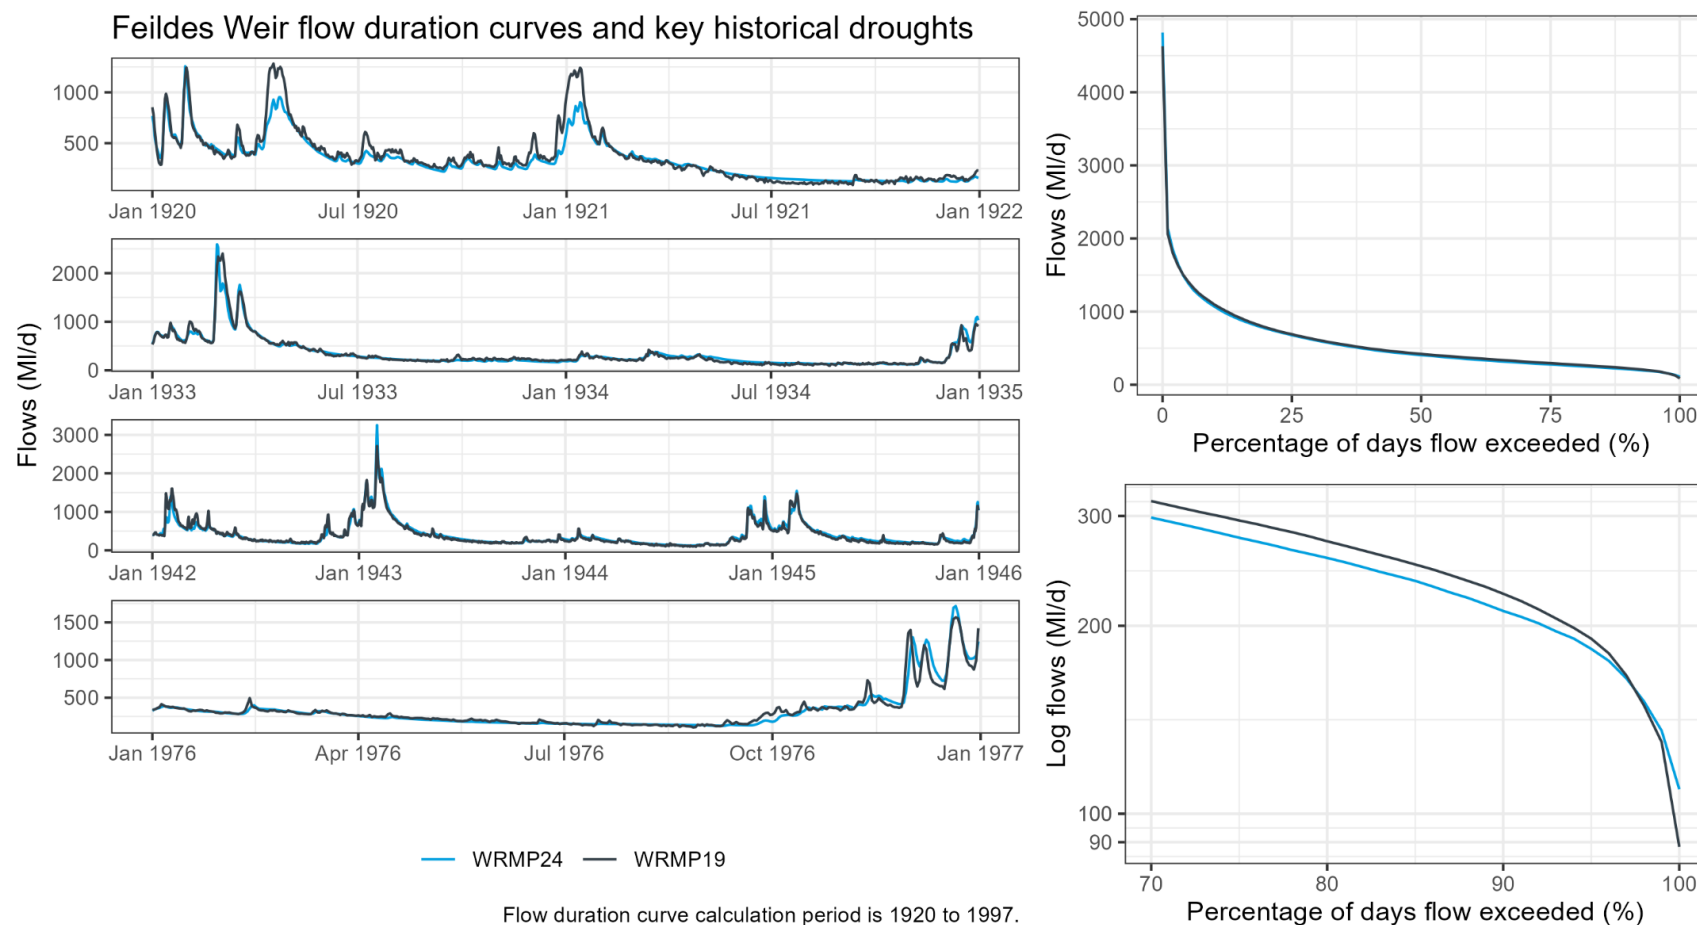 Feildes Weir flow duration curves and key historical droughts
Flows (Ml/d)
1000
500
Jan 1920 Jul 1920 Jan 1921 Jul 1921 Jan 1922
2000
1000
0
Jan 1933 Jul 1933 Jan 1934 Jul 1934 Jan 1935
3000
2000
1000
0
Jan 1942 Jan 1943 Jan 1944 Jan 1945 Jan 1946
1500
1000
500
Jan 1976 Apr 1976 Jul 1976 Oct 1976 Jan 1977
WRMP24 WRMP19
Flow duration curve calculation period is 1920 to 1997.
Flows (Ml/d)
5000
4000
3000
2000
1000
0
0 25 50 75 100
Percentage of days flow exceeded (%)
Log flows (Ml/d)
300
200
100
90
70 80 90 100
Percentage of days flow exceeded (%)